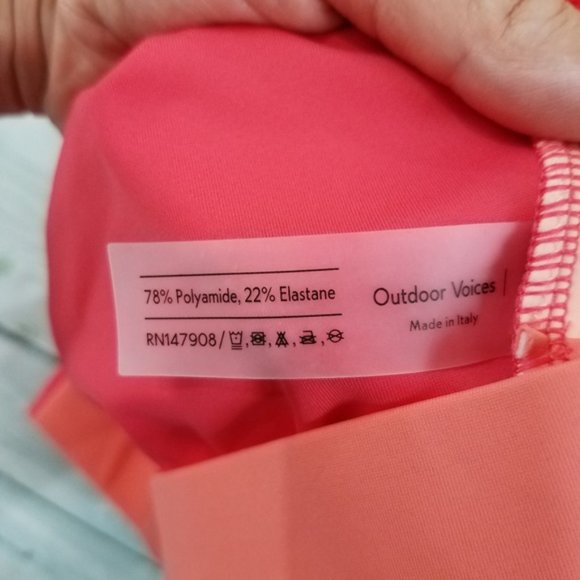 78% Polyamide, 22% Elastane
RN147908/
Outdoor Voices |
Made in Italy